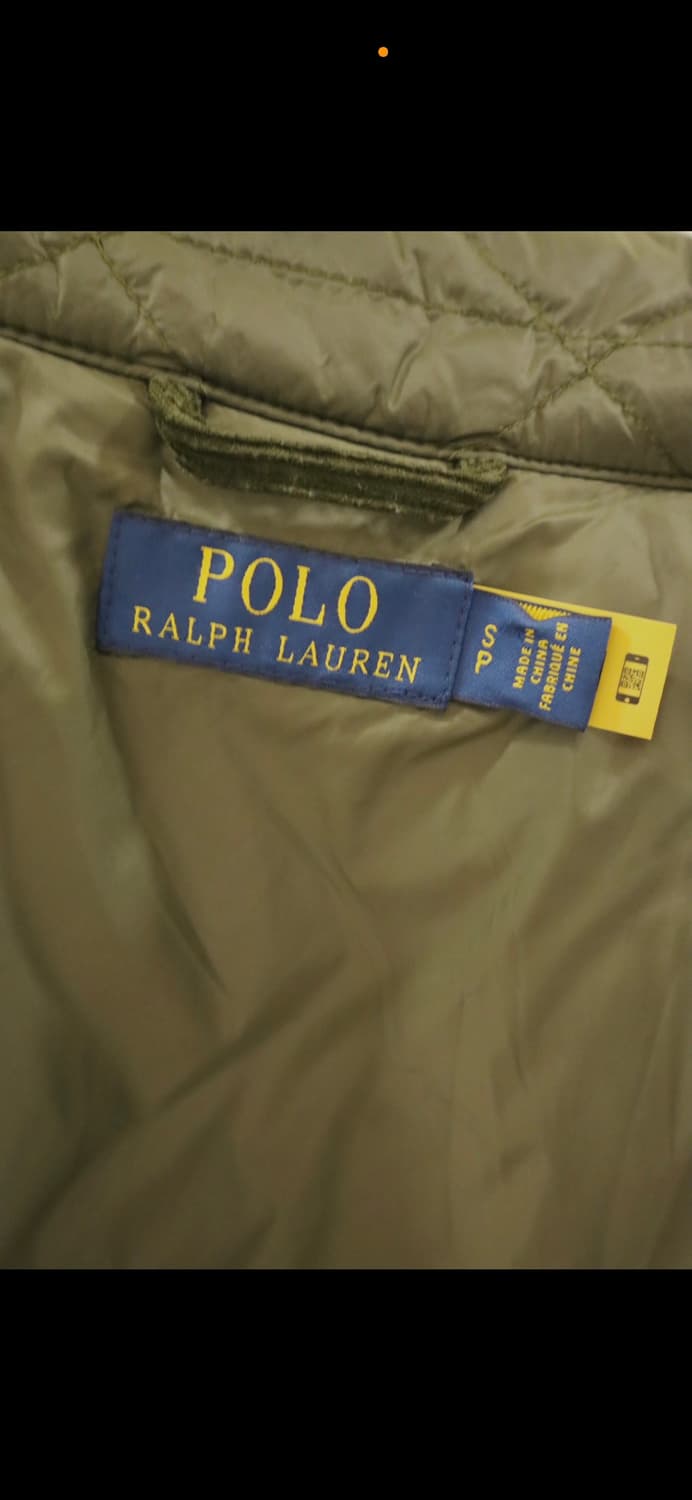 POLO
RALPH LAUREN
S
P
MADE IN
CHINA
FABRIQUÉ EN
CHINE